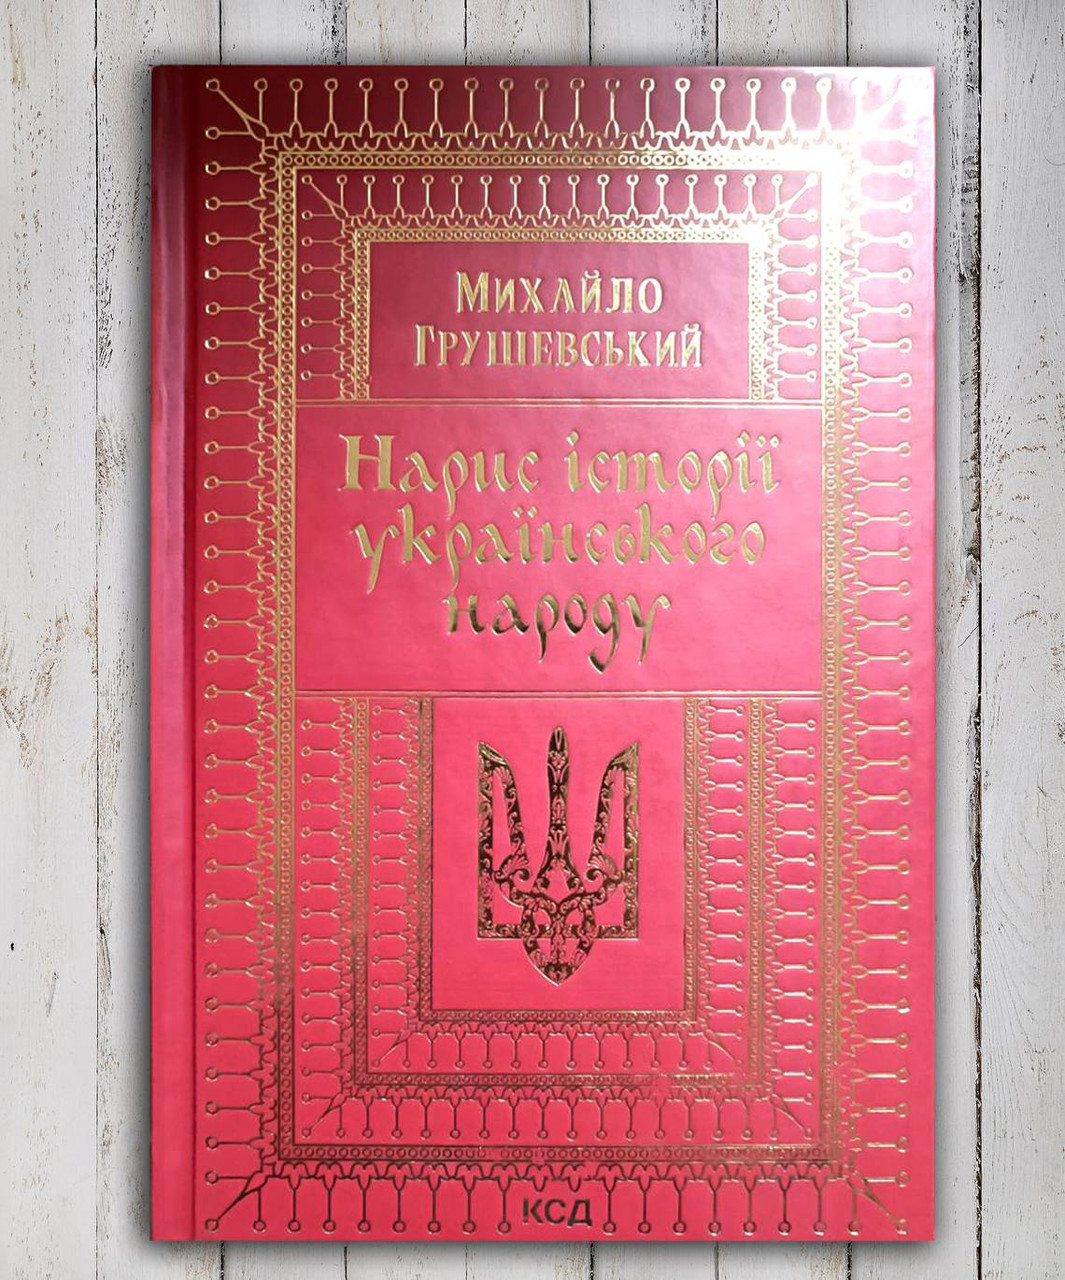 Михайло
Грушевський
Нарис історії
українського
народу
КСД